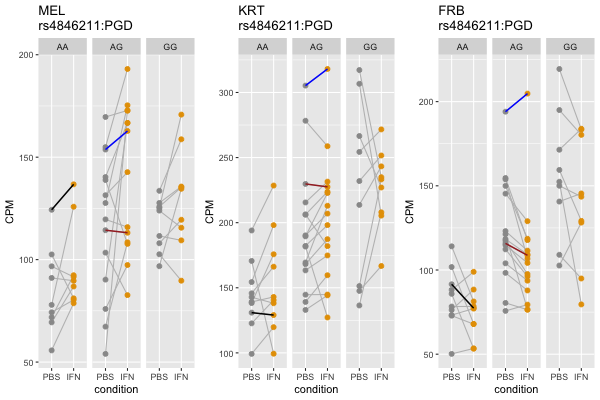 MEL
rs4846211:PGD
AA AG GG
200
150
100
50
CPM
PBS IFN PBS IFN PBS IFN
condition
KRT
rs4846211:PGD
AA AG GG
300
250
200
150
100
CPM
PBS IFN PBS IFN PBS IFN
condition
FRB
rs4846211:PGD
AA AG GG
200
150
100
50
CPM
PBS IFN PBS IFN PBS IFN
condition